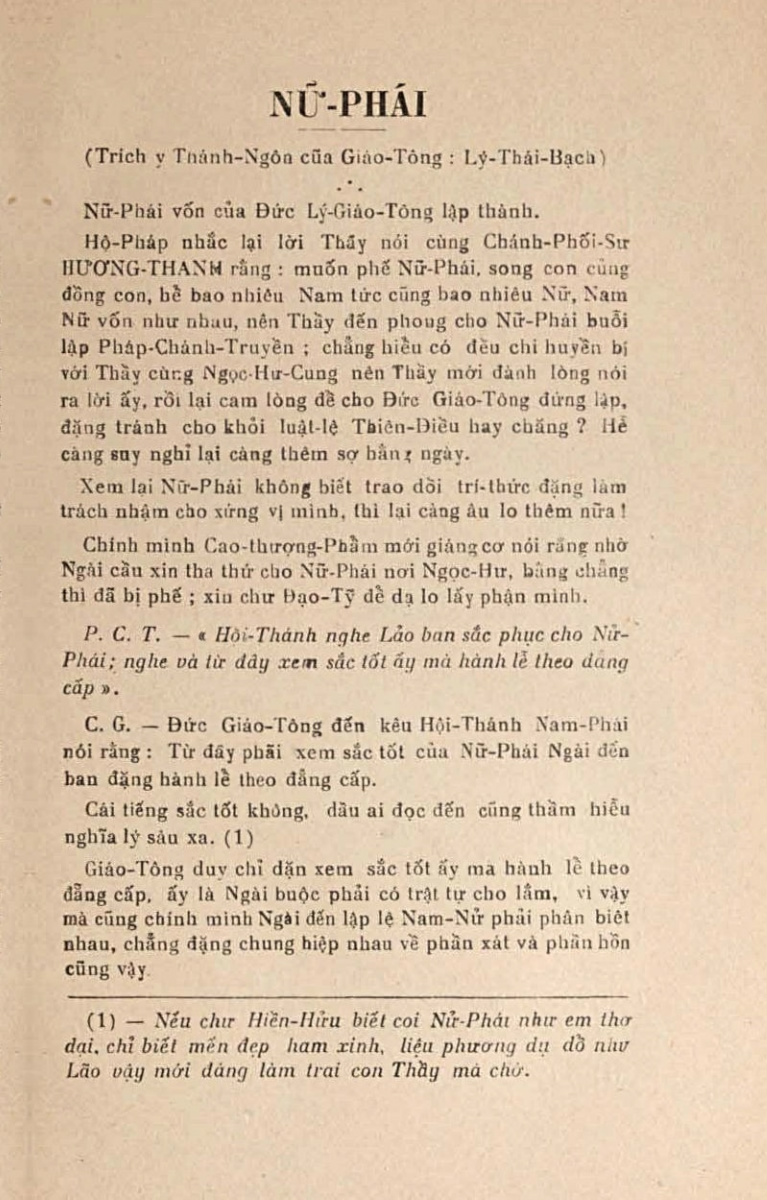 NỮ-PHÁI
(Trích y Thánh-Ngôn của Giáo-Tông : Lý-Thái-Bạch)
Nữ-Phái vốn của Đức Lý-Giáo-Tông lập thành.
Hộ-Pháp nhắc lại lời Thầy nói cùng Chánh-Phối-Sư
HƯƠNG-THANH rằng : muốn phế Nữ-Phái, song con cũng
đồng con, hễ bao nhiêu Nam tức cũng bao nhiêu Nữ, Nam
Nữ vốn như nhau, nên Thầy đến phong cho Nữ-Phái buổi
lập Pháp-Chánh-Truyền ; chẳng hiểu có đều chi huyền bị
với Thầy cùng Ngọc-Hư-Cung nên Thầy mới đành lòng nói
ra lời ấy, rồi lại cam lòng để cho Đức Giáo-Tông đứng lập,
đặng tránh cho khỏi luật-lệ Thiên-Điều hay chăng ? Hễ
càng suy nghỉ lại càng thêm sợ hằng ngày.
Xem lại Nữ-Phái không biết trao dồi trí-thức đặng làm
trách nhậm cho xứng vị mình, thì lại càng âu lo thêm nữa !
Chính mình Cao-thượng-Phẩm mới giáng cơ nói rằng nhờ
Ngài cầu xin tha thứ cho Nữ-Phái nơi Ngọc-Hư, bằng chẳng
thì đã bị phế ; xin chư Đạo-Tỹ dè dạ lo lấy phận mình.
P. C. T. — « Hội-Thánh nghe Lảo ban sắc phục cho Nử-
Phái; nghe và từ đây xem sắc tốt ấy mà hành lể theo đẳng
cấp ».
C. G. — Đức Giáo-Tông đến kêu Hội-Thánh Nam-Phái
nói rằng : Từ đây phãi xem sắc tốt của Nữ-Phái Ngài đến
ban đặng hành lễ theo đẳng cấp.
Cái tiếng sắc tốt không, dầu ai đọc đến cũng thầm hiểu
nghĩa lý sâu xa. (1)
Giáo-Tông duy chỉ dặn xem sắc tốt ấy mà hành lễ theo
đẳng cấp, ấy là Ngài buộc phải có trật tự cho lắm, vì vậy
mà cũng chính mình Ngài đến lập lệ Nam-Nử phải phân biệt
nhau, chẳng đặng chung hiệp nhau về phần xát và phần hồn
cũng vậy.
(1) — Nếu chư Hiền-Hửu biết coi Nử-Phái như em thơ
dại, chỉ biết mến đẹp ham xinh, liệu phương dụ dỗ như
Lão vậy mới đáng làm trai con Thầy mà chớ.